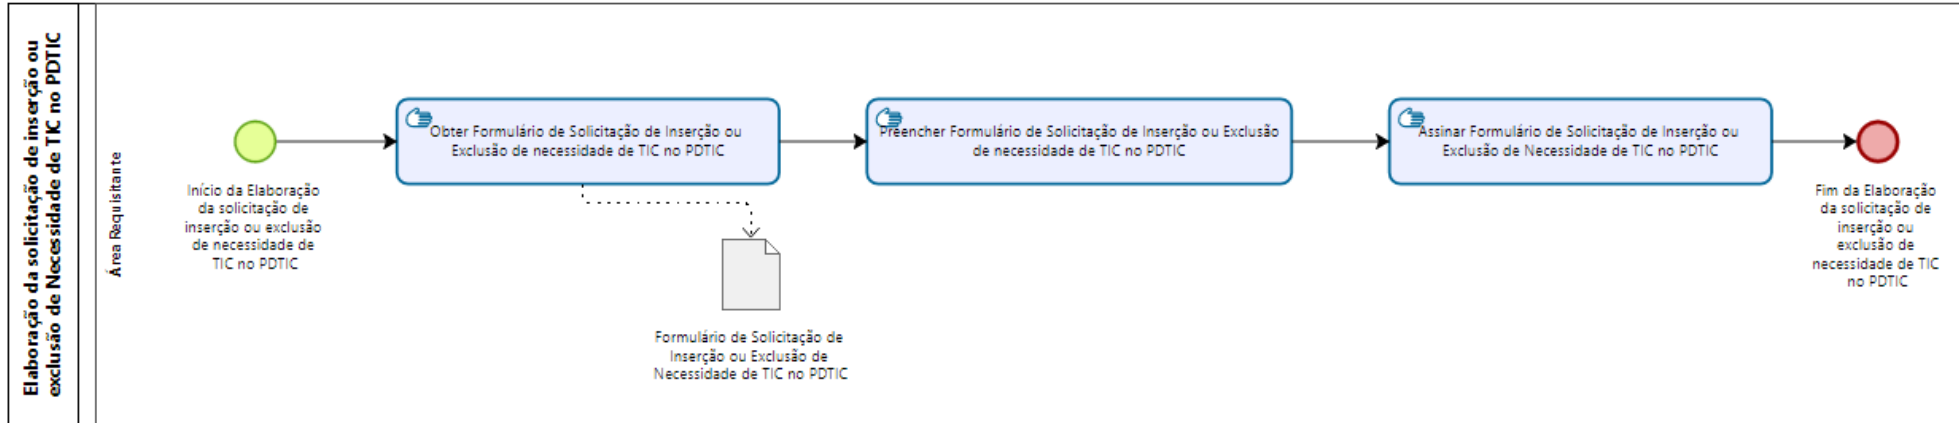 Elaboração da solicitação de inserção ou
exclusão de Necessidade de TIC no PDTIC
Área Requisitante
Início da Elaboração
da solicitação de
inserção ou exclusão
de necessidade de
TIC no PDTIC
Obter Formulário de Solicitação de Inserção ou
Exclusão de necessidade de TIC no PDTIC
Formulário de Solicitação de
Inserção ou Exclusão de
Necessidade de TIC no PDTIC
Preencher Formulário de Solicitação de Inserção ou Exclusão
de necessidade de TIC no PDTIC
Assinar Formulário de Solicitação de Inserção ou
Exclusão de Necessidade de TIC no PDTIC
Fim da Elaboração
da solicitação de
inserção ou
exclusão de
necessidade de TIC
no PDTIC